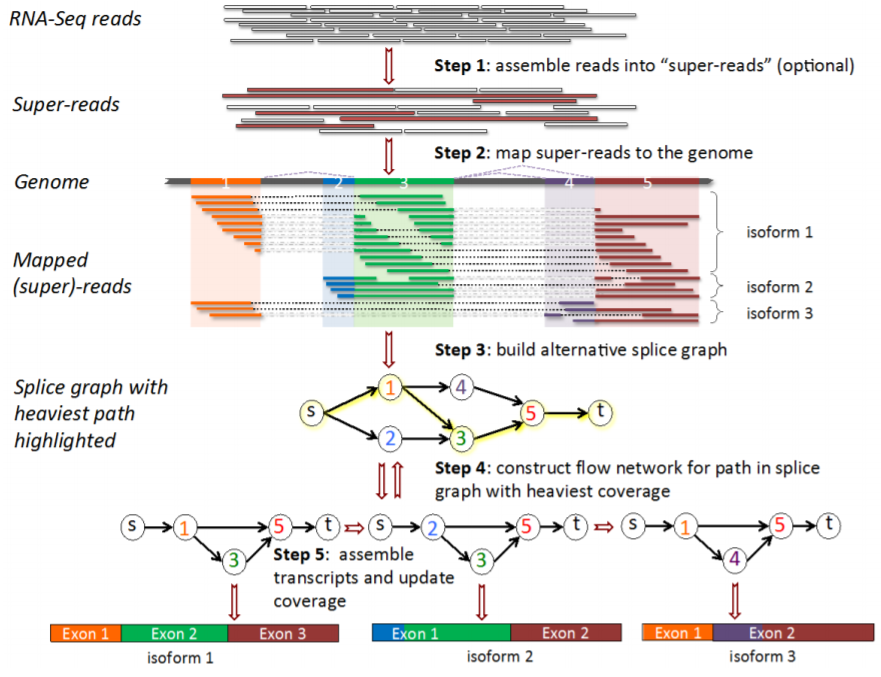 RNA-Seq reads
Step 1: assemble reads into “super-reads” (optional)
Super-reads
Step 2: map super-reads to the genome
Genome
1
2
3
4
5
Mapped
(super)-reads
isoform 1
isoform 2
isoform 3
Step 3: build alternative splice graph
Splice graph with
heaviest path
highlighted
s
1
4
5
t
2
3
Step 4: construct flow network for path in splice
graph with heaviest coverage
s
1
5
t
3
s
2
5
t
3
s
1
5
t
4
Step 5: assemble
transcripts and update
coverage
Exon 1
Exon 2
Exon 3
isoform 1
Exon 1
Exon 2
isoform 2
Exon 1
Exon 2
isoform 3